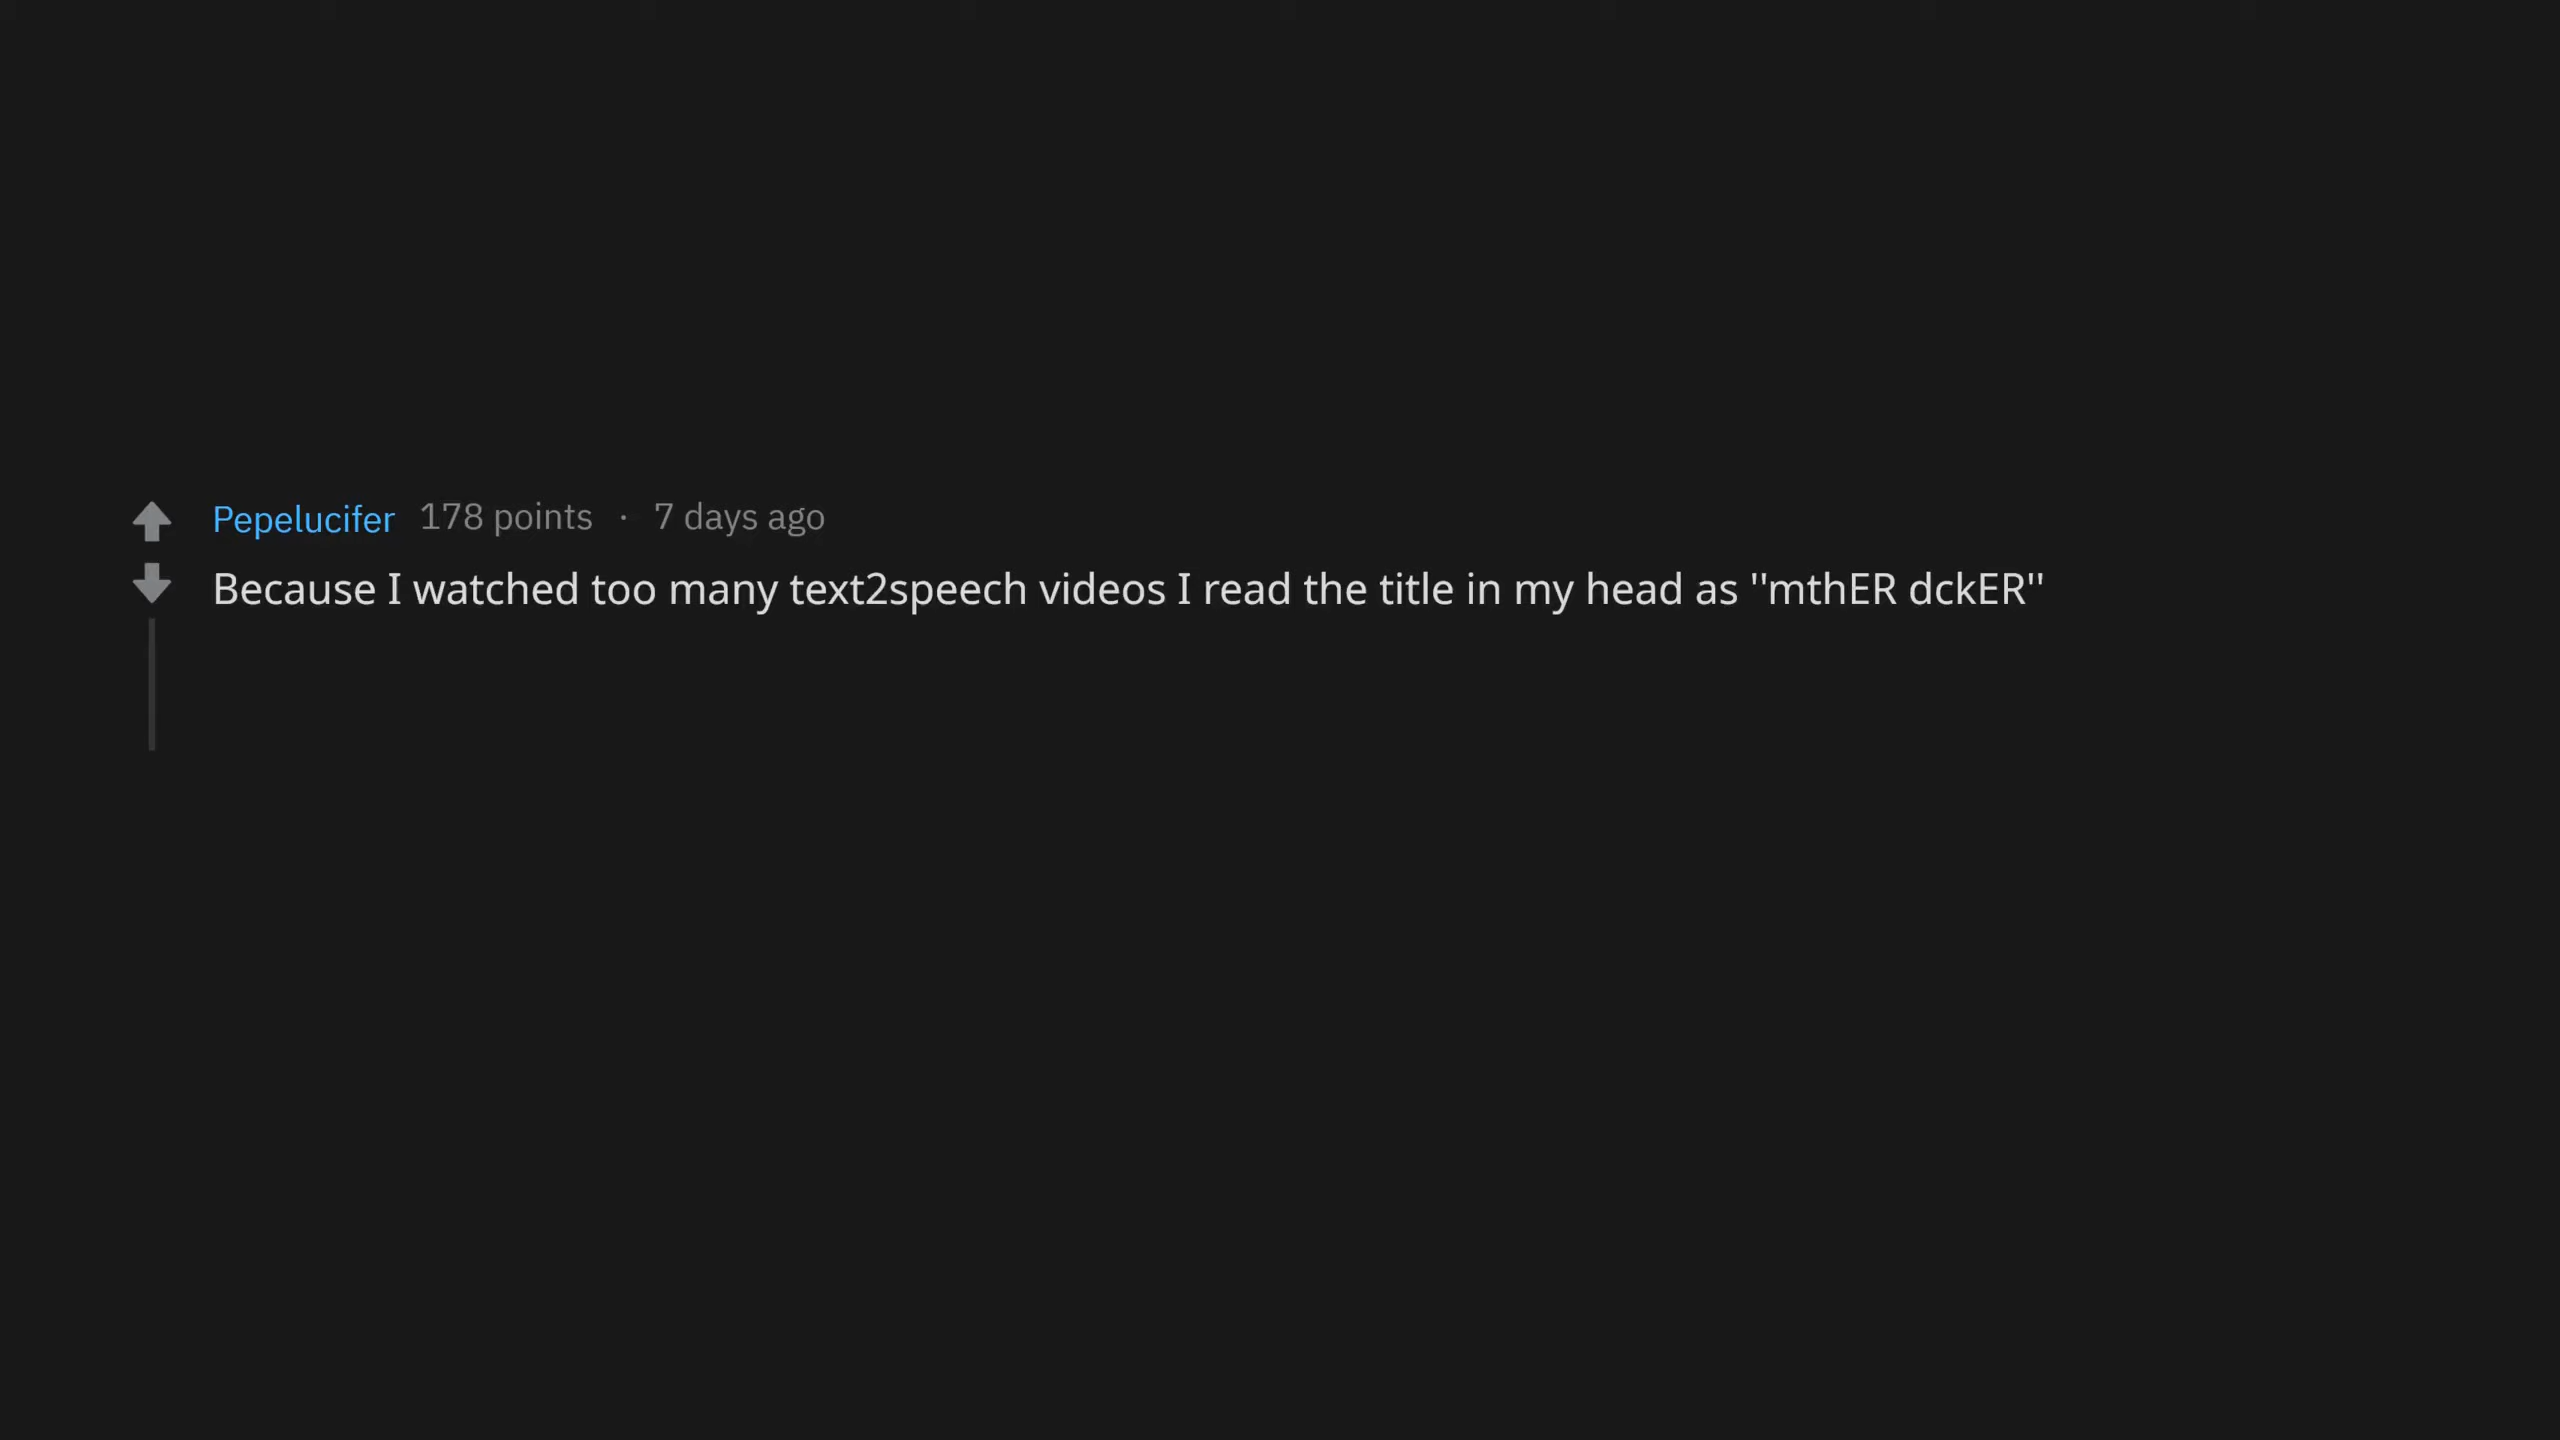 Pepelucifer 178 points · 7 days ago
Because I watched too many text2speech videos I read the title in my head as ''mthER dckER''